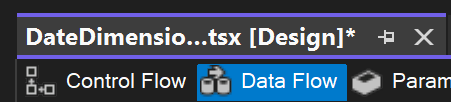 DateDimensio...tsx [Design]*
Control Flow Data Flow Param